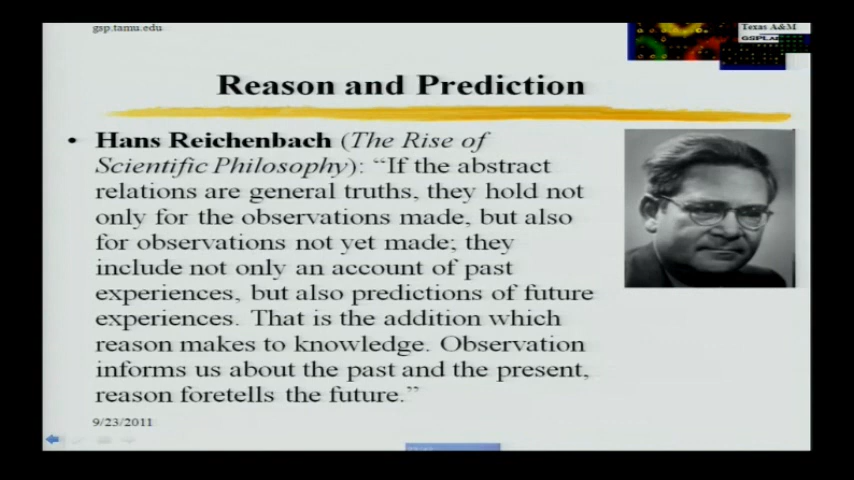 gsp.tamu.edu
Texas A&M
Reason and Prediction
• Hans Reichenbach (The Rise of
Scientific Philosophy): “If the abstract
relations are general truths, they hold not
only for the observations made, but also
for observations not yet made; they
include not only an account of past
experiences, but also predictions of future
experiences. That is the addition which
reason makes to knowledge. Observation
informs us about the past and the present,
reason foretells the future.”
9/23/2011